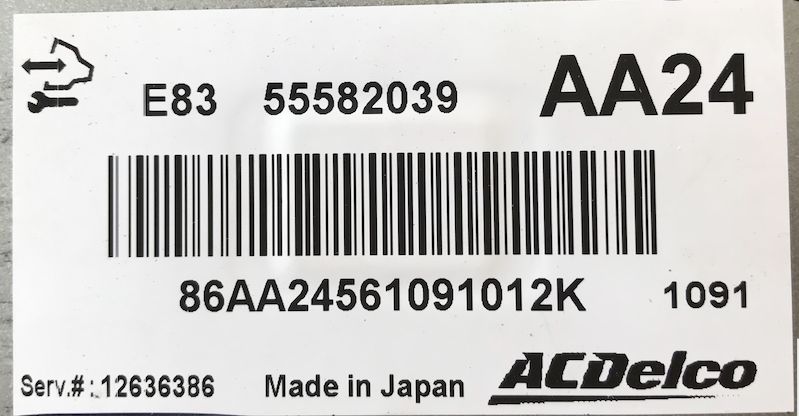 E83 55582039 AA24
86AA24561091012K 1091
Serv.#:12636386 Made in Japan ACDelco